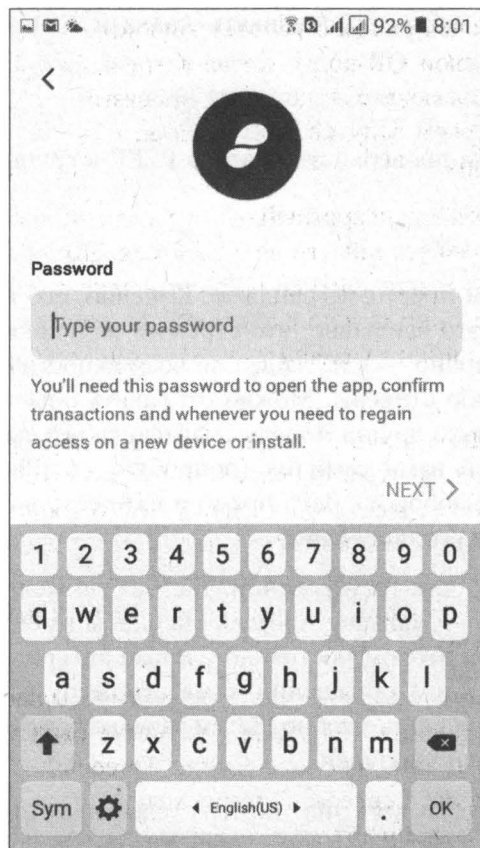 92% 8:01
Password
Type your password
You'll need this password to open the app, confirm
transactions and whenever you need to regain
access on a new device or install.
NEXT >
1 2 3 4 5 6 7 8 9 0
q w e r t y u i o p
a s d f g h j k l
z x c v b n m
Sym English(US) . OK